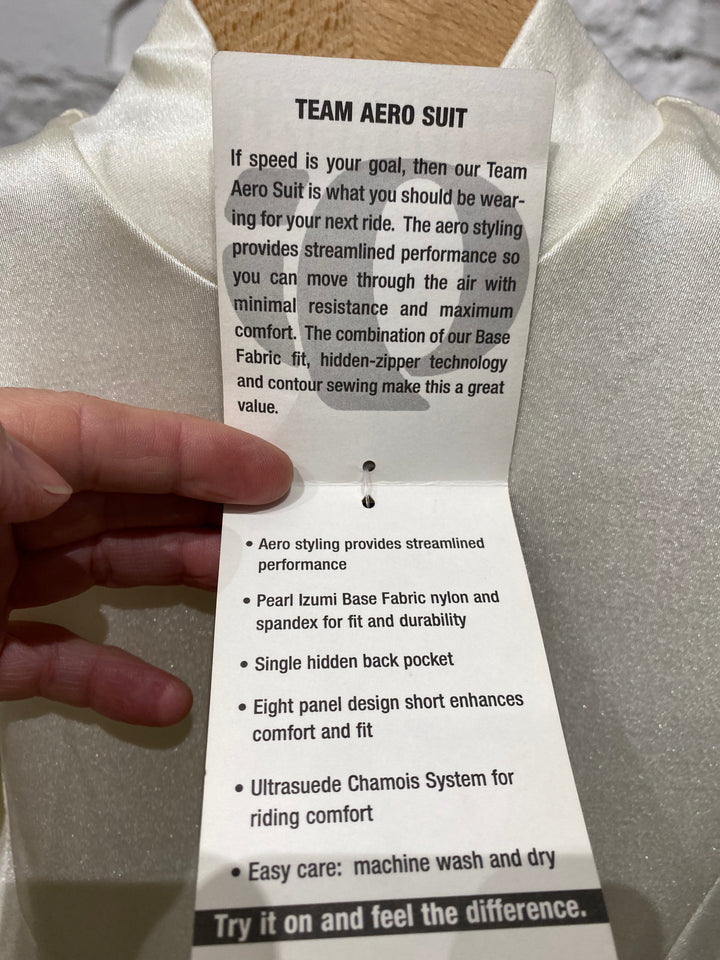 TEAM AERO SUIT
If speed is your goal, then our Team
Aero Suit is what you should be wear-
ing for your next ride. The aero styling
provides streamlined performance so
you can move through the air with
minimal resistance and maximum
comfort. The combination of our Base
Fabric fit, hidden-zipper technology
and contour sewing make this a great
value.
• Aero styling provides streamlined
performance
• Pearl Izumi Base Fabric nylon and
spandex for fit and durability
• Single hidden back pocket
• Eight panel design short enhances
comfort and fit
• Ultrasuede Chamois System for
riding comfort
• Easy care: machine wash and dry
Try it on and feel the difference.